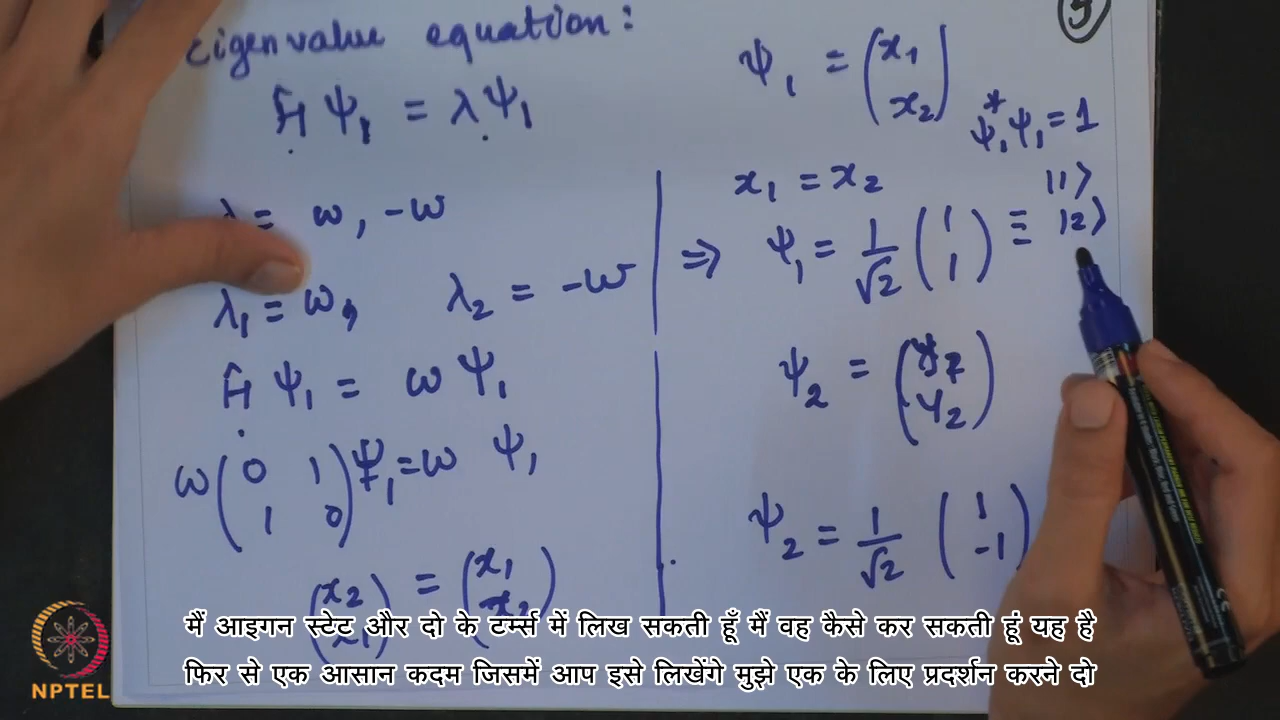 eigenvalue equation:
Ĥ ψ₁ = λ ψ₁
λ = ω, -ω
λ₁ = ω, λ₂ = -ω
Ĥ ψ₁ = ω ψ₁
ω (0 1
1 0) ψ₁ = ω ψ₁
(x₂ = (x₁
x₁) x₂
5
ψ₁ = (x₁
x₂)
ψ₁* ψ₁ = 1
x₁ = x₂
|1⟩
|2⟩
⇒ ψ₁ = 1/√2 (1
1) ≡
ψ₂ =
y₂)
ψ₂ = 1/√2 (1
-1)
मैं आइगन स्टेट और दो के टर्म्स में लिख सकती हूँ मैं वह कैसे कर सकती हूं यह है
फिर से एक आसान कदम जिसमें आप इसे लिखेंगे मुझे एक के लिए प्रदर्शन करने दो
NPTEL